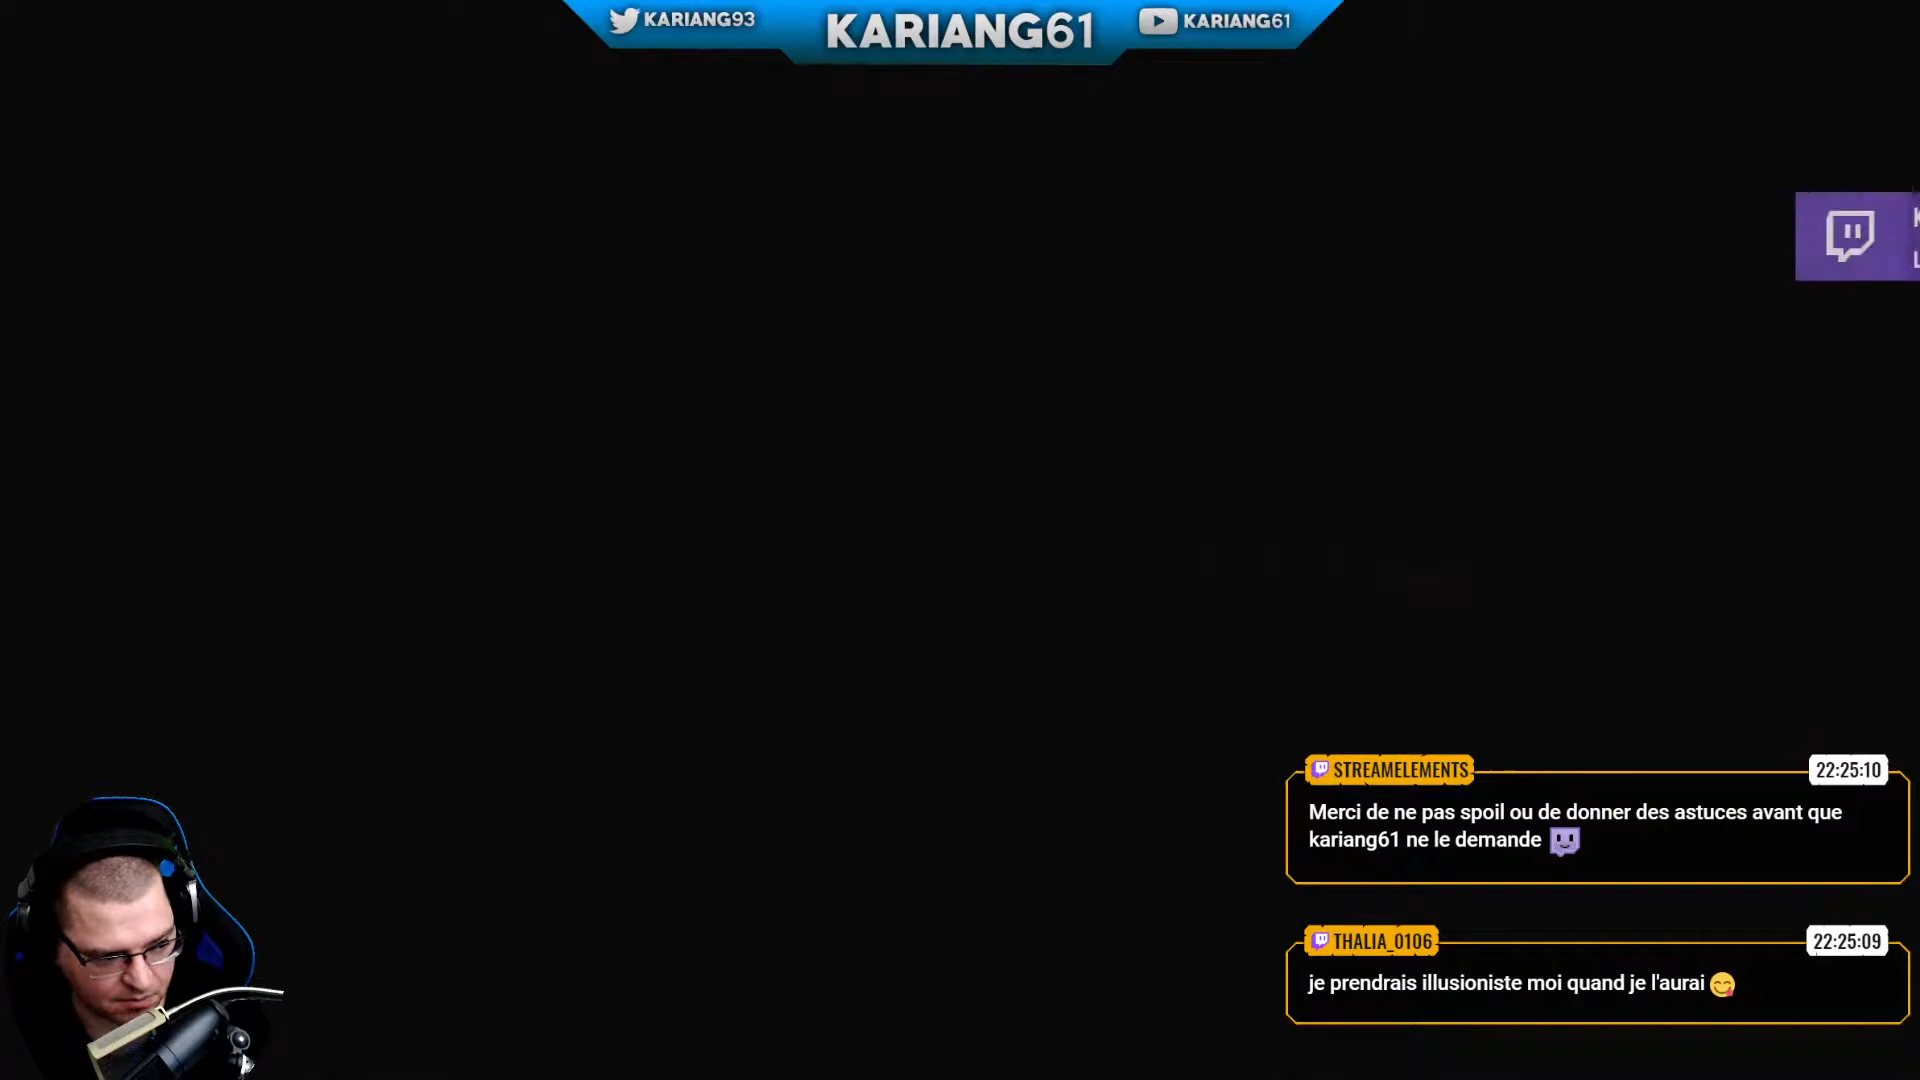 KARIANG93
KARIANG61
KARIANG61
K
L
STREAMELEMENTS
22:25:10
Merci de ne pas spoil ou de donner des astuces avant que
kariang61 ne le demande
THALIA_0106
22:25:09
je prendrais illusioniste moi quand je l'aurai